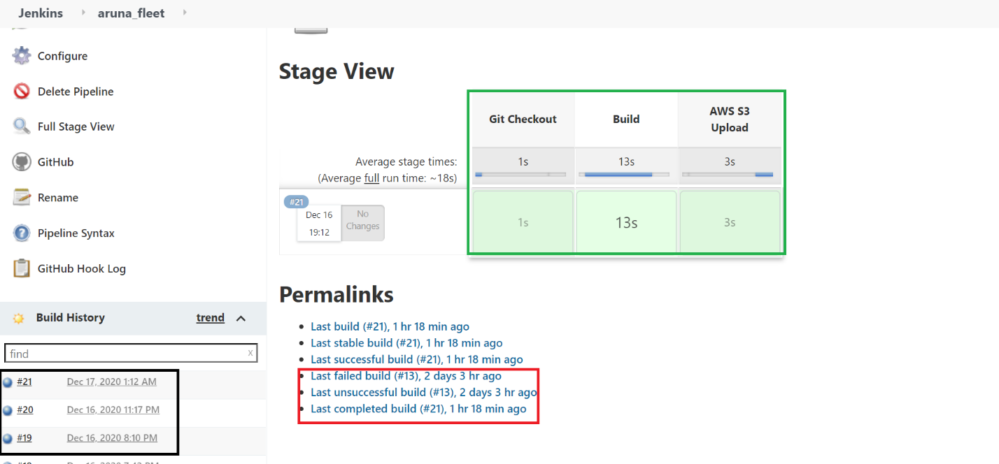 Jenkins aruna_fleet
Configure
Delete Pipeline
Full Stage View
GitHub
Rename
Pipeline Syntax
GitHub Hook Log
Build History trend
find x
#21 Dec 17, 2020 1:12 AM
#20 Dec 16, 2020 11:17 PM
#19 Dec 16, 2020 8:10 PM
Stage View
Git Checkout Build AWS S3
Upload
Average stage times: 1s 13s 3s
(Average full run time: ~18s)
#21
Dec 16 No
19:12 Changes
1s 13s 3s
Permalinks
Last build (#21), 1 hr 18 min ago
Last stable build (#21), 1 hr 18 min ago
Last successful build (#21), 1 hr 18 min ago
Last failed build (#13), 2 days 3 hr ago
Last unsuccessful build (#13), 2 days 3 hr ago
Last completed build (#21), 1 hr 18 min ago